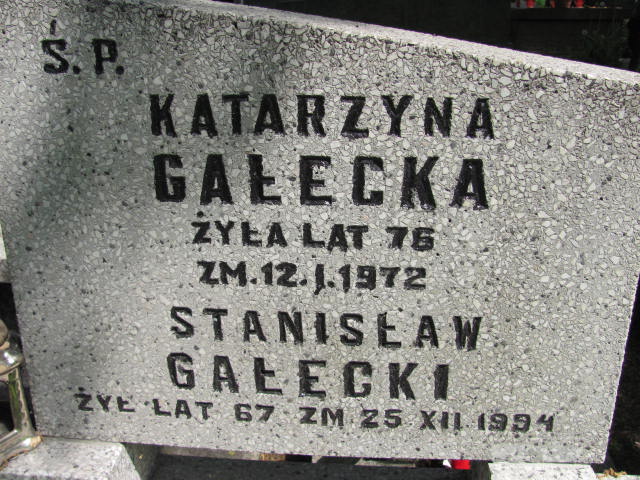 Ś.P.
KATARZYNA
GAŁECKA
ŻYŁA LAT 76
ZM.12.I.1972
STANISŁAW
GAŁECKI
ŻYŁ LAT 67 ZM 25 XII 1994